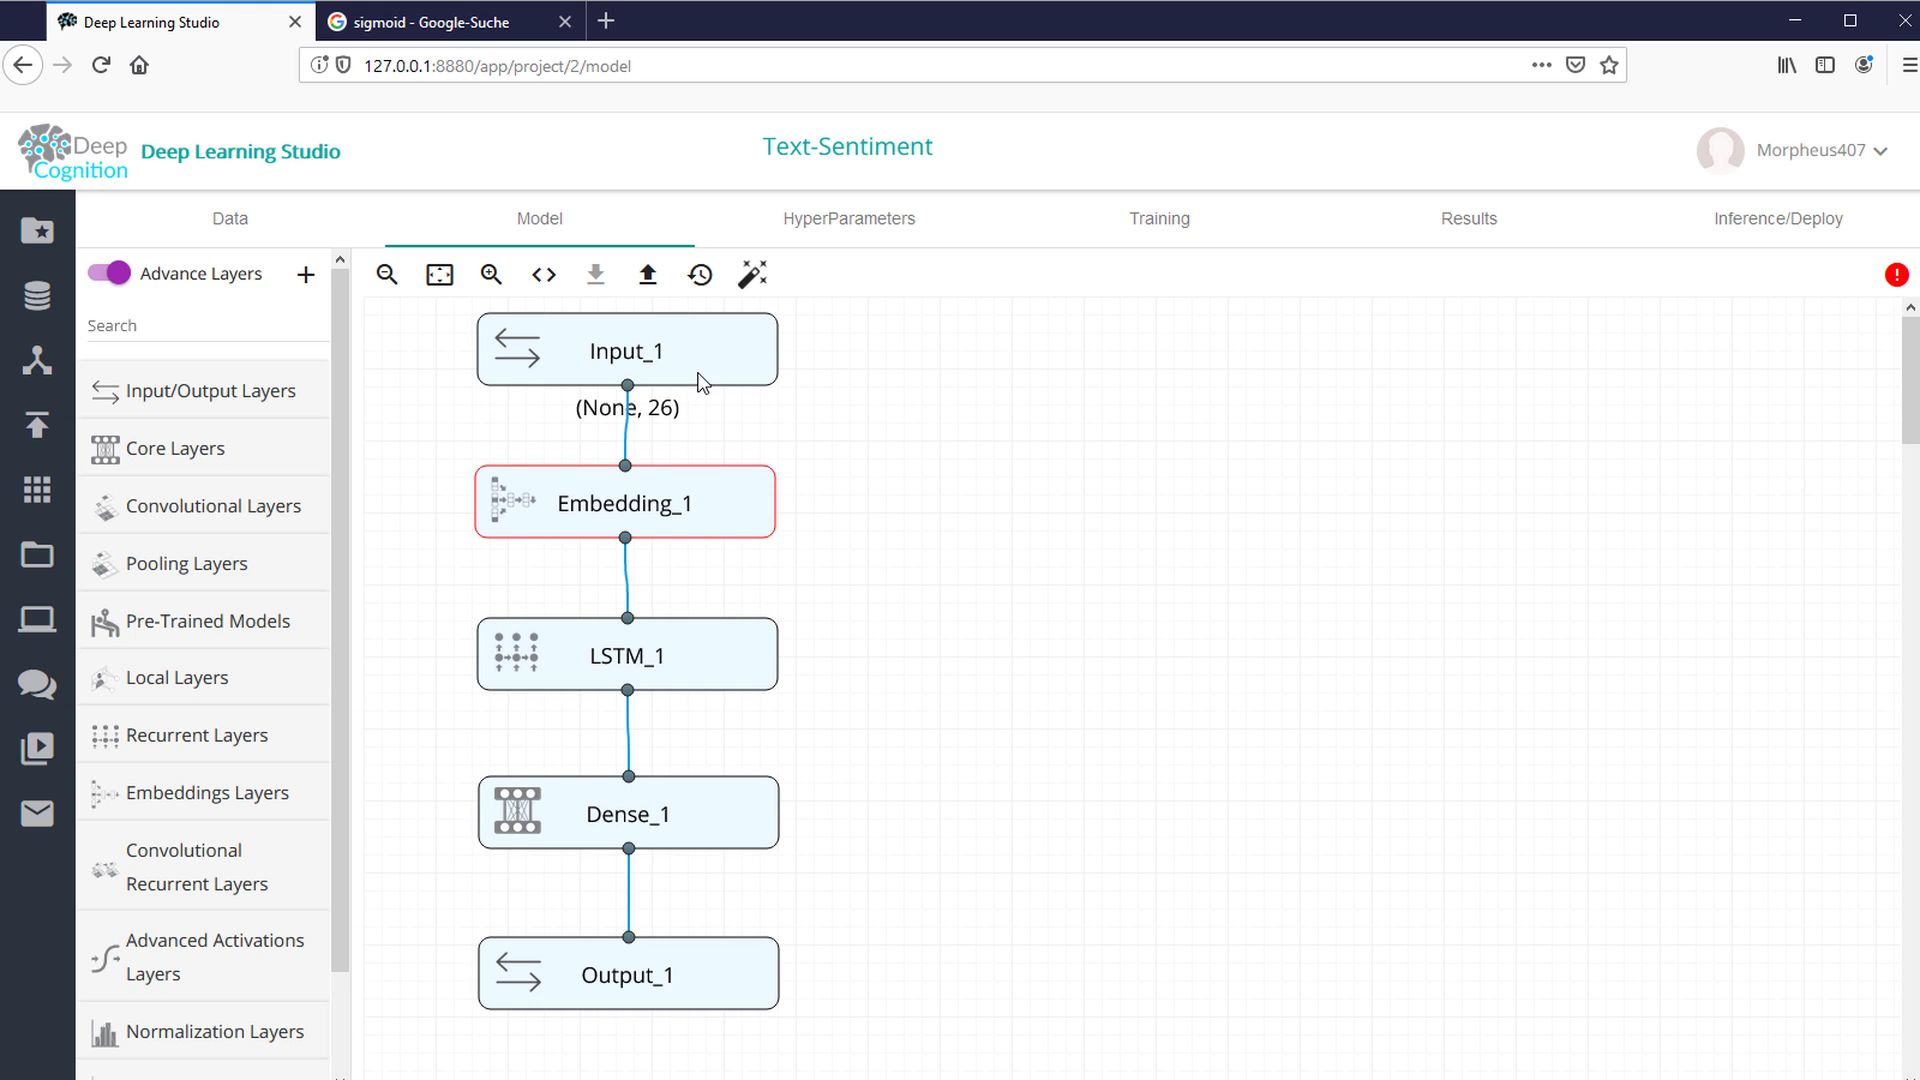 Deep Learning Studio
sigmoid - Google-Suche
127.0.0.1:8880/app/project/2/model
Deep
Cognition
Deep Learning Studio
Text-Sentiment
Morpheus407
Data
Model
HyperParameters
Training
Results
Inference/Deploy
Advance Layers
Search
Input/Output Layers
Core Layers
Convolutional Layers
Pooling Layers
Pre-Trained Models
Local Layers
Recurrent Layers
Embeddings Layers
Convolutional
Recurrent Layers
Advanced Activations
Layers
Normalization Layers
Input_1
(None, 26)
Embedding_1
LSTM_1
Dense_1
Output_1